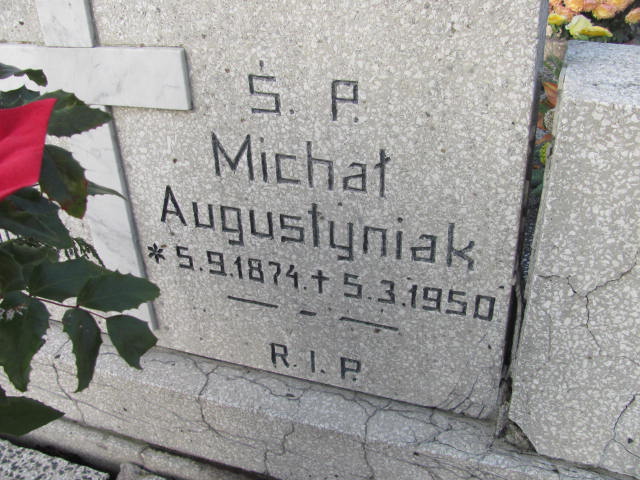 Ś. P.
Michał
Augustyniak
* 5.9.1874. + 5.3.1950
R.I.P.